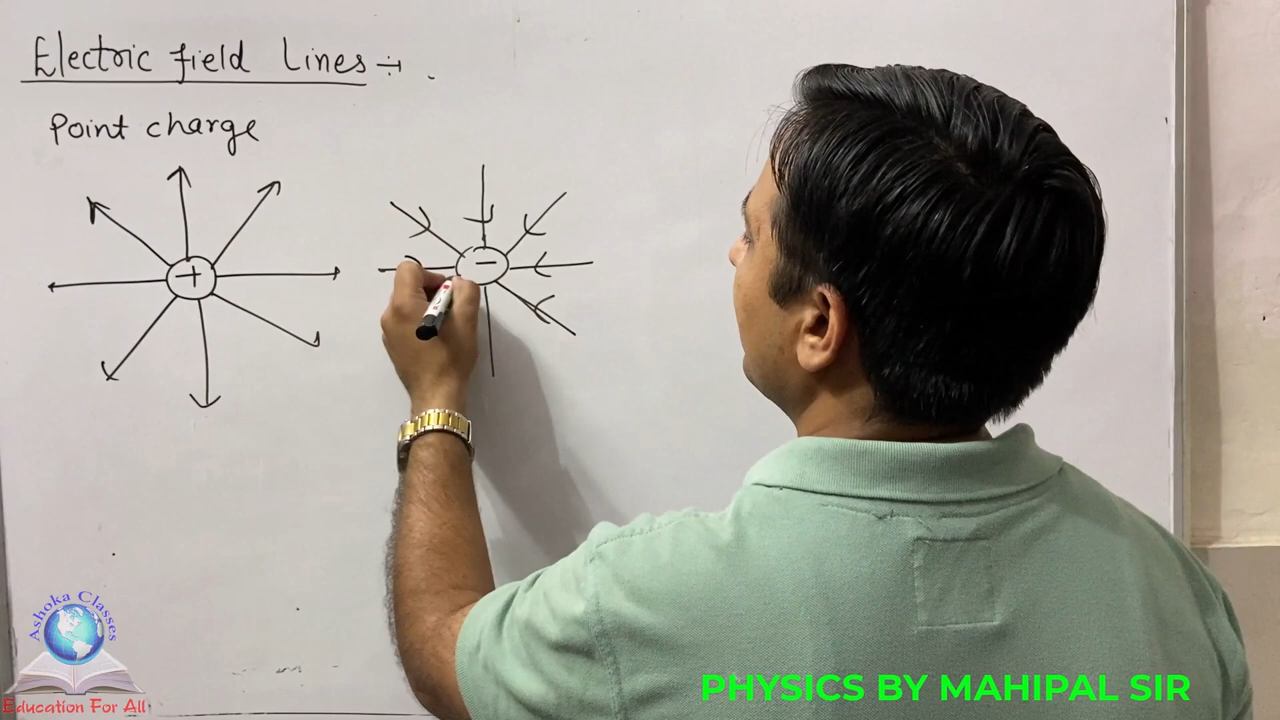 Electric field Lines ÷ .
Point charge
+
−
Ashoka Classes
Education For All
PHYSICS BY MAHIPAL SIR